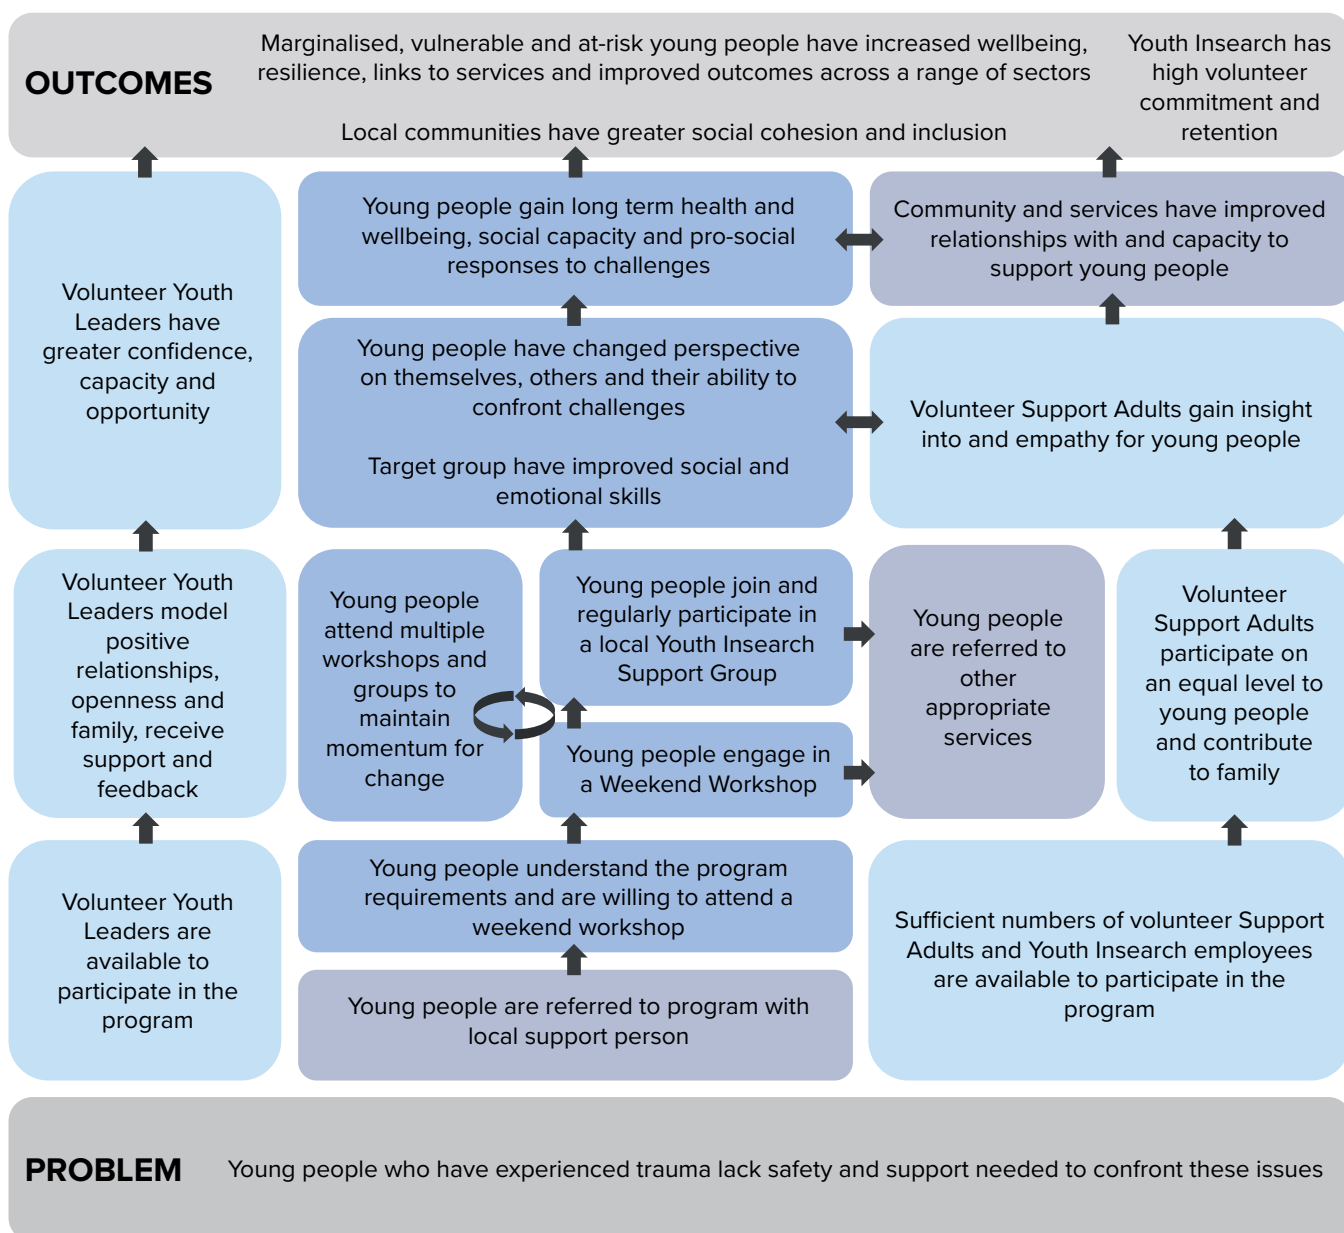 OUTCOMES
Marginalised, vulnerable and at-risk young people have increased wellbeing,
resilience, links to services and improved outcomes across a range of sectors
Local communities have greater social cohesion and inclusion
Youth Insearch has
high volunteer
commitment and
retention
Volunteer Youth
Leaders have
greater confidence,
capacity and
opportunity
Young people gain long term health and
wellbeing, social capacity and pro-social
responses to challenges
Community and services have improved
relationships with and capacity to
support young people
Young people have changed perspective
on themselves, others and their ability to
confront challenges
Target group have improved social and
emotional skills
Volunteer Support Adults gain insight
into and empathy for young people
Volunteer Youth
Leaders model
positive
relationships,
openness and
family, receive
support and
feedback
Young people
attend multiple
workshops and
groups to
maintain
momentum for
change
Young people join and
regularly participate in
a local Youth Insearch
Support Group
Young people engage in
a Weekend Workshop
Young people
are referred to
other
appropriate
services
Volunteer
Support Adults
participate on
an equal level to
young people
and contribute
to family
Volunteer Youth
Leaders are
available to
participate in the
program
Young people understand the program
requirements and are willing to attend a
weekend workshop
Young people are referred to program with
local support person
Sufficient numbers of volunteer Support
Adults and Youth Insearch employees
are available to participate in the
program
PROBLEM
Young people who have experienced trauma lack safety and support needed to confront these issues